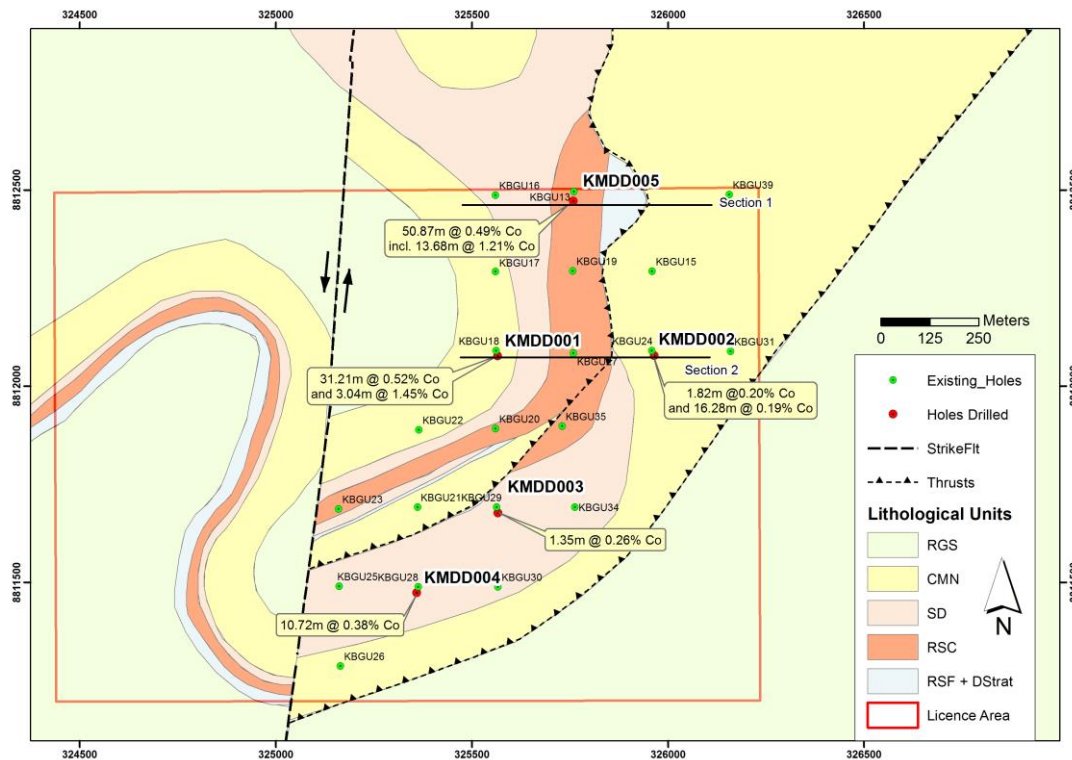 324500 325000 325500 326000 326500
8812500
8812000
8811500
KBGU16
KMDD005
KBGU13
KBGU39
Section 1
50.87m @ 0.49% Co
incl. 13.68m @ 1.21% Co
KBGU17
KBGU19
KBGU15
KBGU18
KMDD001
KBGU24
KMDD002
KBGU31
Section 2
31.21m @ 0.52% Co
and 3.04m @ 1.45% Co
1.82m @0.20% Co
and 16.28m @ 0.19% Co
KBGU22
KBGU20
KBGU35
KBGU23
KBGU21
KBGU29
KMDD003
KBGU34
1.35m @ 0.26% Co
KBGU25
KBGU28
KMDD004
KBGU30
10.72m @ 0.38% Co
KBGU26
Meters
0 125 250
Existing_Holes
Holes Drilled
StrikeFlt
Thrusts
Lithological Units
RGS
CMN
SD
RSC
RSF + DStrat
Licence Area
N
324500 325000 325500 326000 326500